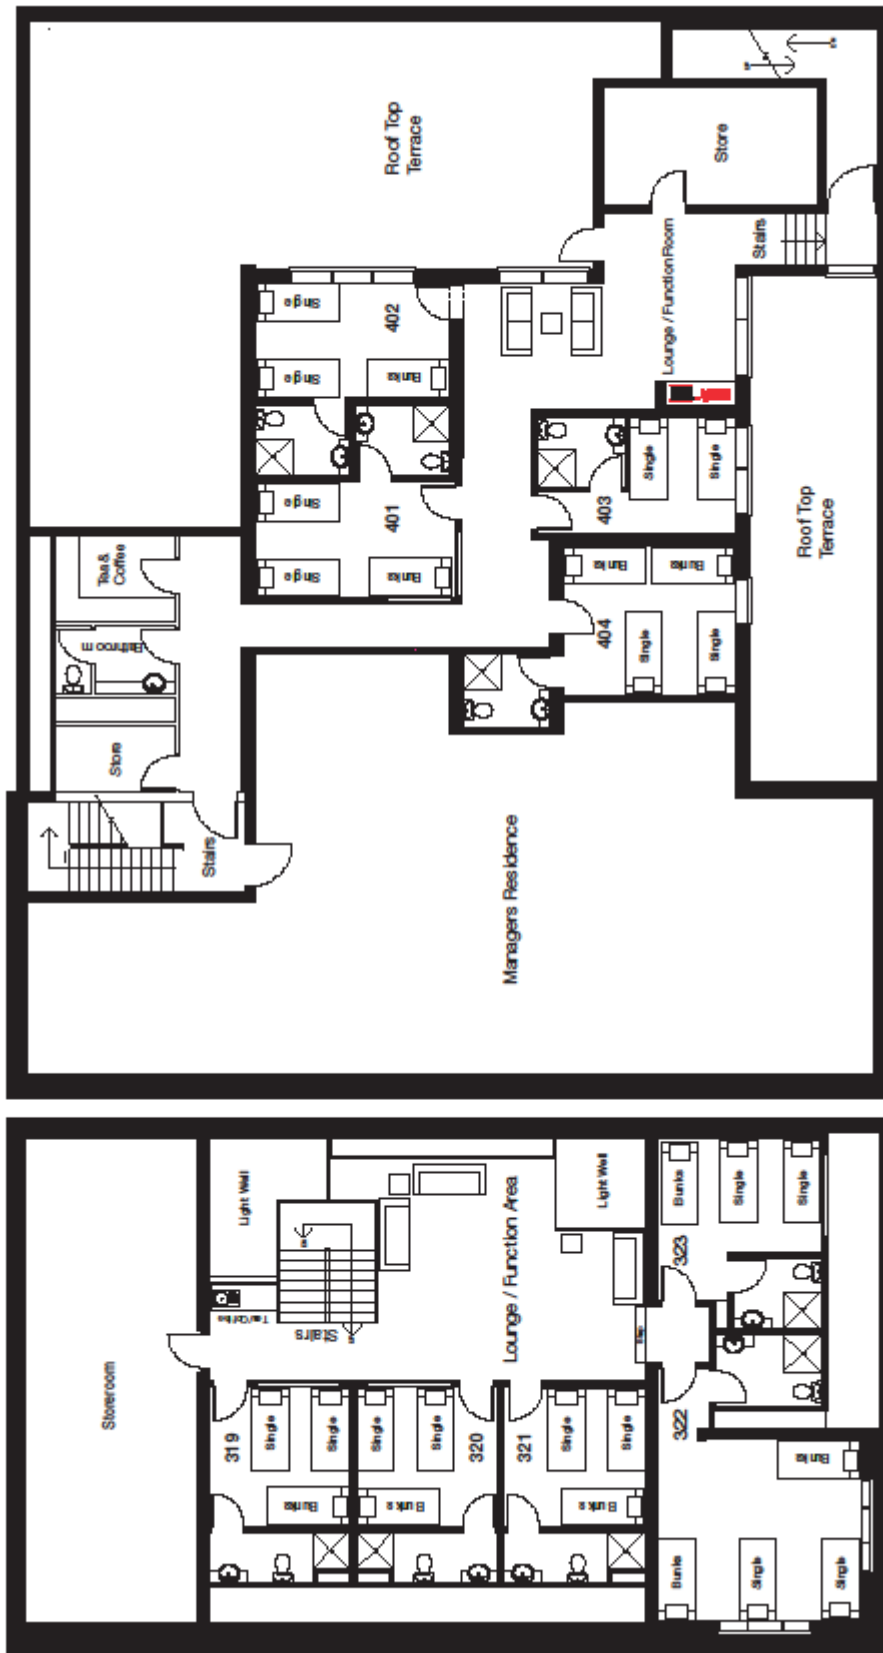 Roof Top
Terrace
Store
Stairs
Lounge / Function Room
Single
402
Single
Bunks
Single
401
Single
Bunks
403
Single
Single
Roof Top
Terrace
Bunks
Bunks
404
Single
Single
Tea &
Coffee
Bathroom
Store
Stairs
Managers Residence
Storeroom
Light Well
Tea/Coffee
Stairs
Lounge / Function Area
Light Well
Step
319
Single
Single
Bunks
Single
Single
320
Bunks
321
Single
Single
Bunks
323
Bunks
Single
Single
322
Bunks
Bunks
Single
Single